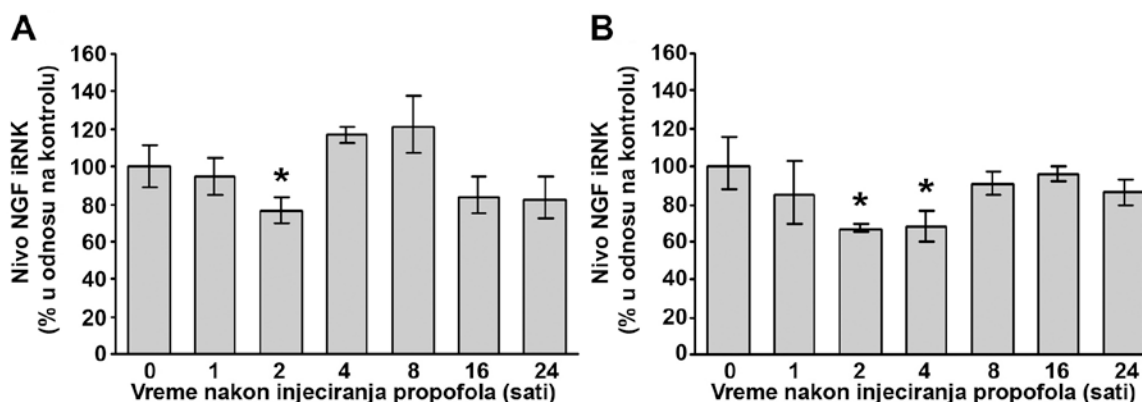 A
Nivo NGF iRNK
(% u odnosu na kontrolu)
160
140
120
100
80
60
40
20
0
*
0 1 2 4 8 16 24
Vreme nakon injeciranja propofola (sati)
B
Nivo NGF iRNK
(% u odnosu na kontrolu)
160
140
120
100
80
60
40
20
0
* *
0 1 2 4 8 16 24
Vreme nakon injeciranja propofola (sati)